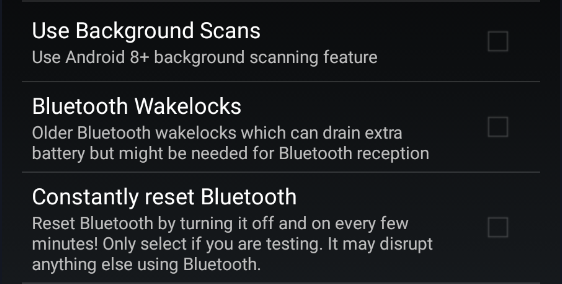 Use Background Scans
Use Android 8+ background scanning feature
Bluetooth Wakelocks
Older Bluetooth wakelocks which can drain extra
battery but might be needed for Bluetooth reception
Constantly reset Bluetooth
Reset Bluetooth by turning it off and on every few
minutes! Only select if you are testing. It may disrupt
anything else using Bluetooth.